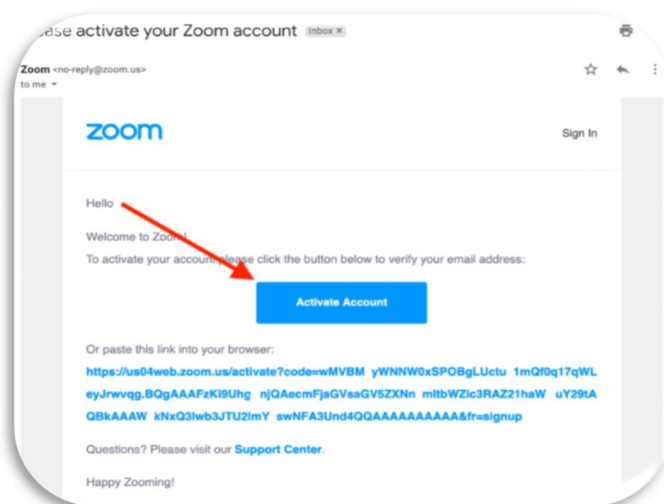 ase activate your Zoom account Inbox ×
Zoom <no-reply@zoom.us>
to me
zoom
Sign In
Hello
Welcome to Zoom!
To activate your account please click the button below to verify your email address:
Activate Account
Or paste this link into your browser:
https://us04web.zoom.us/activate?code=wMVBM yWNNW0xSPOBgLUctu 1mQf0q17qWL
eyJrwvqg.BQgAAAFzKI9Uhg njQAecmFjaGVsaGV5ZXNn mltbWZlc3RAZ21haW uY29tA
QBkAAAW kNxQ3lwb3JTU2lmY swNFA3Und4QQAAAAAAAAAA&fr=signup
Questions? Please visit our Support Center.
Happy Zooming!